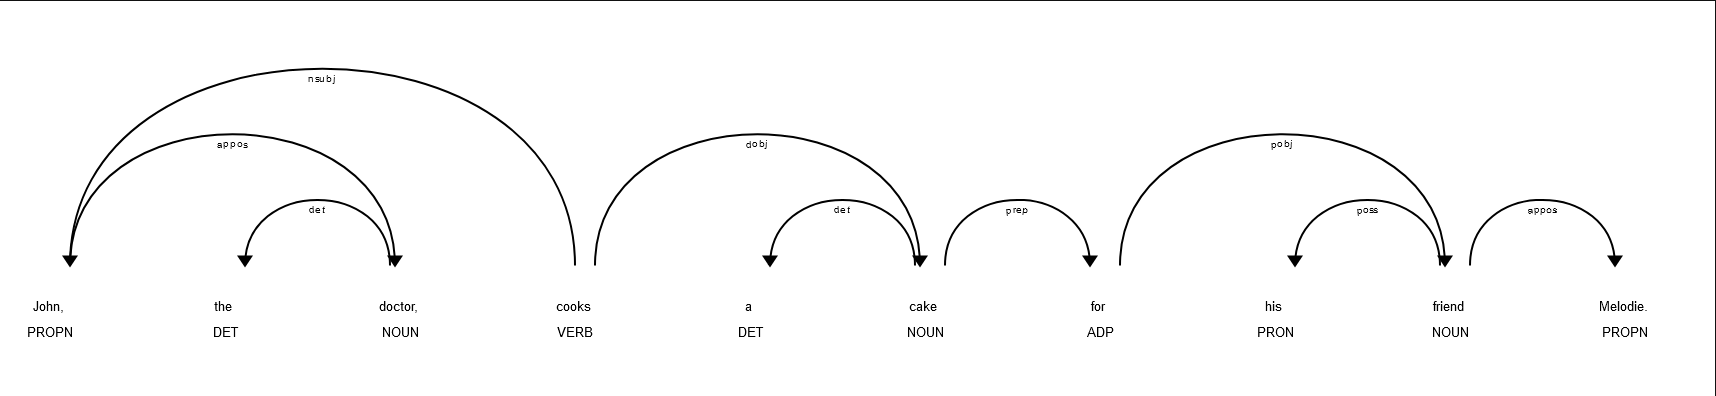 nsubj
appos dobj pobj
det det prep poss appos
John, the doctor, cooks a cake for his friend Melodie.
PROPN DET NOUN VERB DET NOUN ADP PRON NOUN PROPN